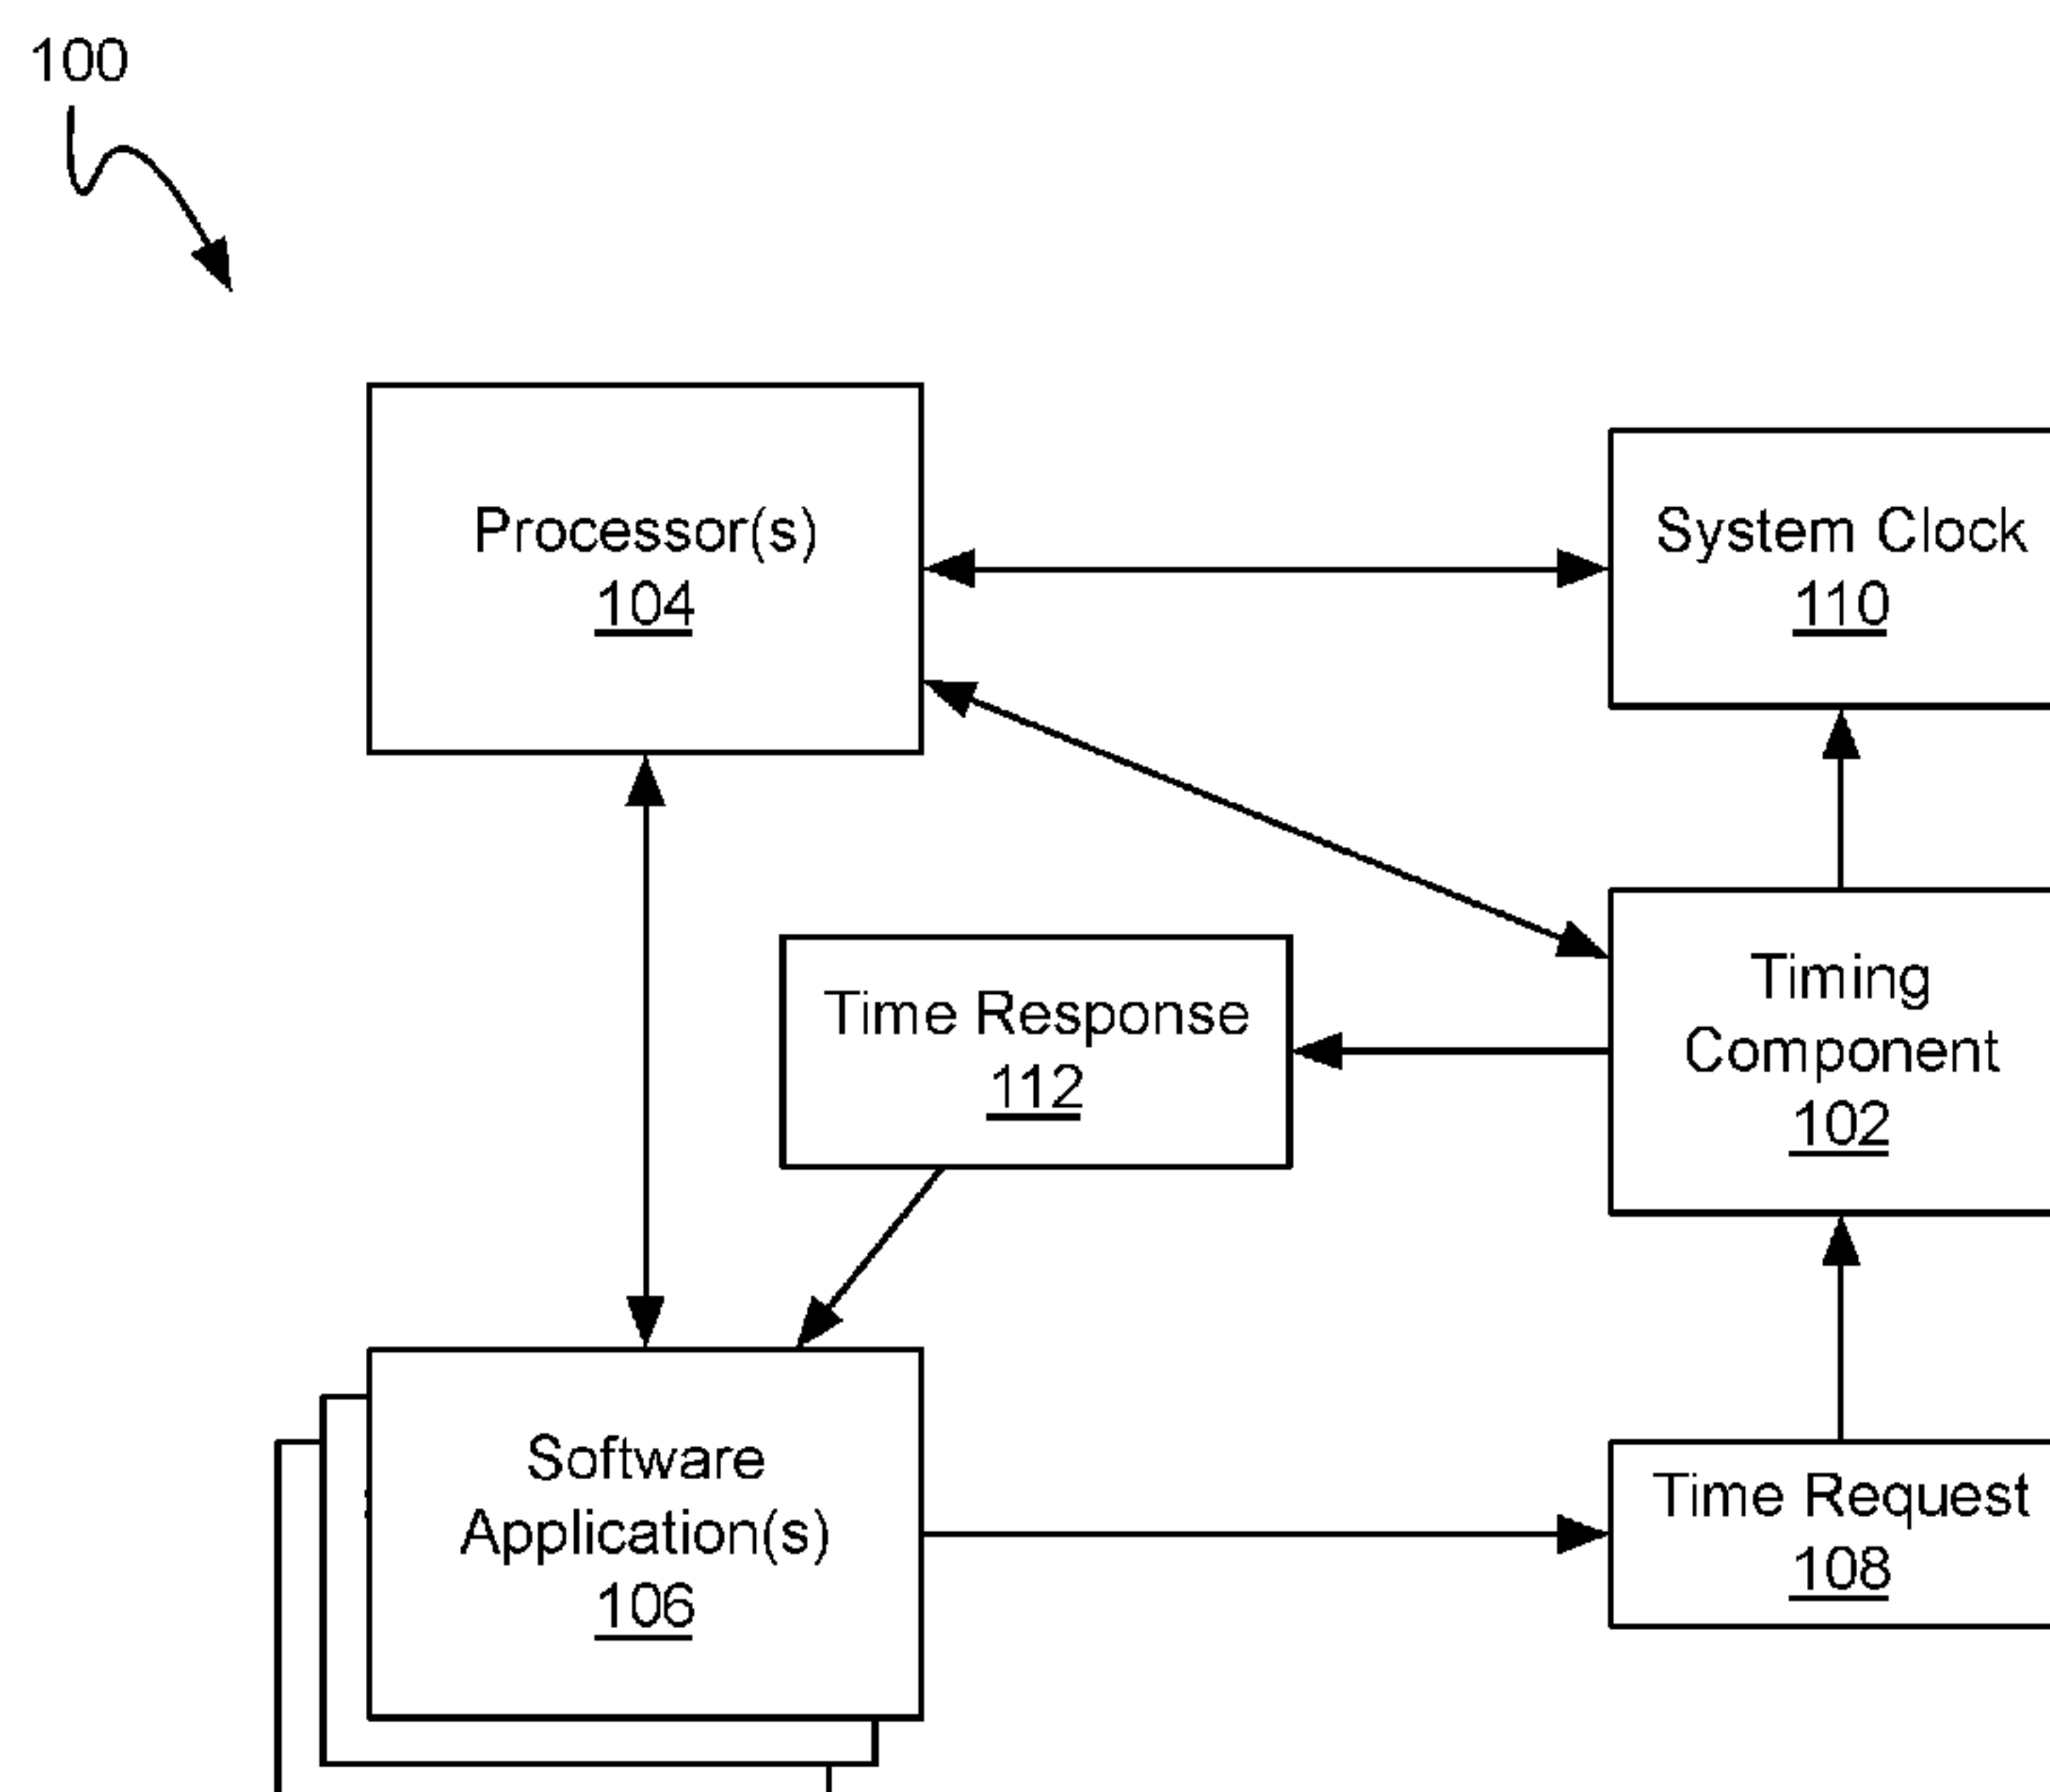 100
Processor(s)
104
System Clock
110
Time Response
112
Timing
Component
102
Software
Application(s)
106
Time Request
108